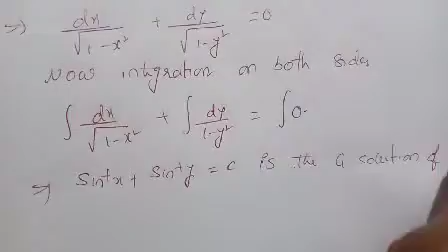 →) dx/√1-x² + dy/√1-y² = 0
Now integration on both sides
∫ dx/√1-x² + ∫ dy/1-y² = ∫ 0.
⇒ Sin⁻¹x + Sin⁻¹y = c is the G solution of